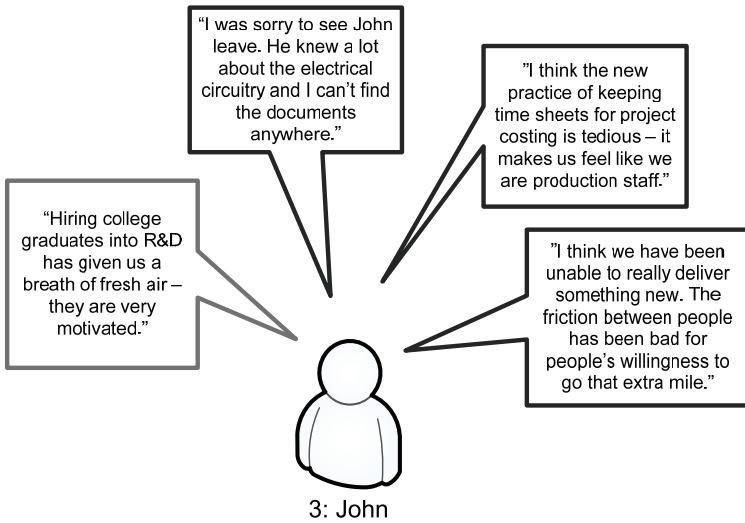 “I was sorry to see John
leave. He knew a lot
about the electrical
circuitry and I can’t find
the documents
anywhere.”
”I think the new
practice of keeping
time sheets for project
costing is tedious – it
makes us feel like we
are production staff.”
“Hiring college
graduates into R&D
has given us a
breath of fresh air –
they are very
motivated.”
”I think we have been
unable to really deliver
something new. The
friction between people
has been bad for
people’s willingness to
go that extra mile.”
3: John